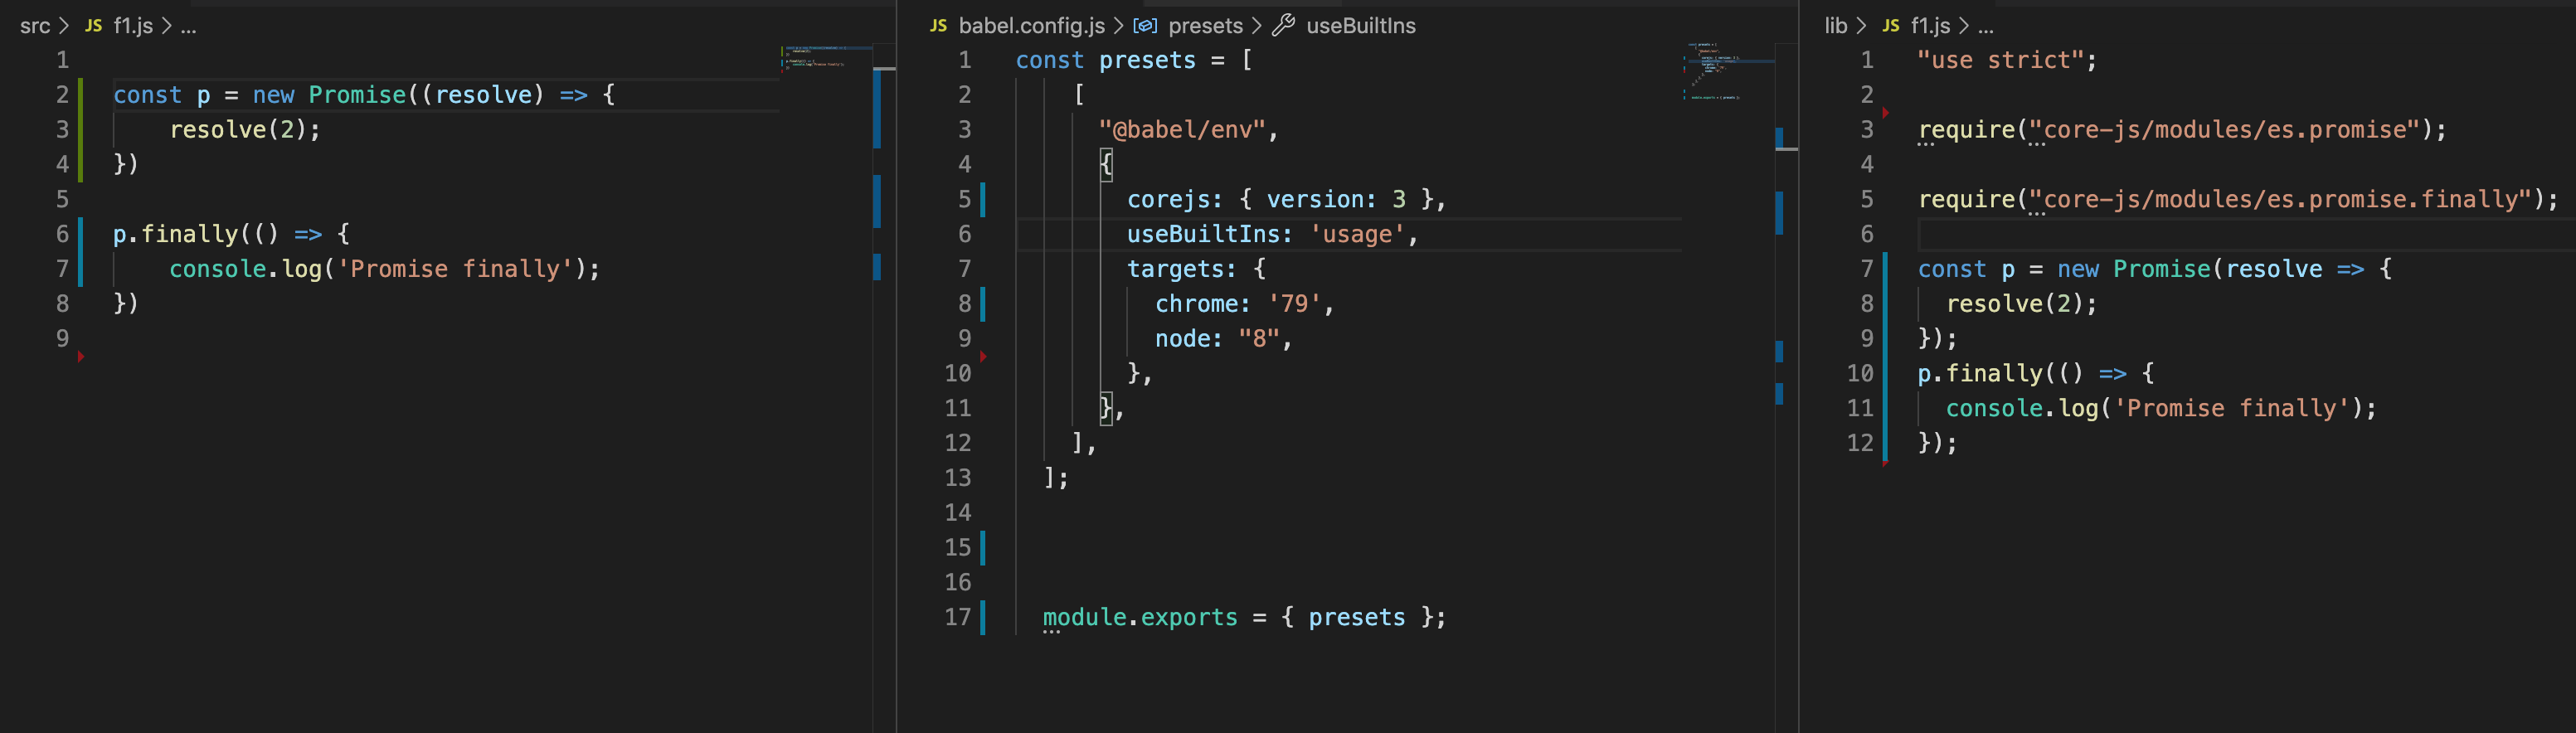 src > JS f1.js > ...
1
2 const p = new Promise((resolve) => {
3     resolve(2);
4 })
5
6 p.finally(() => {
7     console.log('Promise finally');
8 })
9
JS babel.config.js > presets > useBuiltIns
1 const presets = [
2     [
3       "@babel/env",
4       {
5         corejs: { version: 3 },
6         useBuiltIns: 'usage',
7         targets: {
8           chrome: '79',
9           node: "8",
10         },
11       },
12     ],
13   ];
14
15
16
17   module.exports = { presets };
lib > JS f1.js > ...
1 "use strict";
2
3 require("core-js/modules/es.promise");
4
5 require("core-js/modules/es.promise.finally");
6
7 const p = new Promise(resolve => {
8   resolve(2);
9 });
10 p.finally(() => {
11   console.log('Promise finally');
12 });